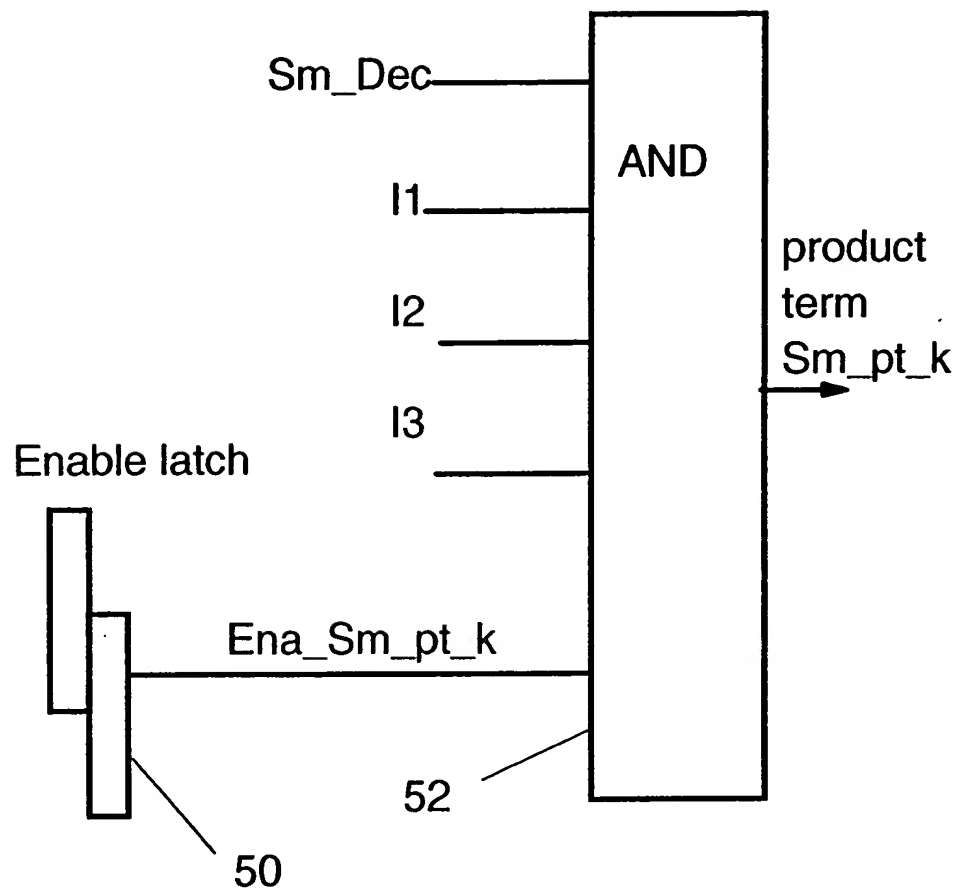 Sm_Dec
AND
I1
product
term
Sm_pt_k
I2
I3
Enable latch
Ena_Sm_pt_k
52
50